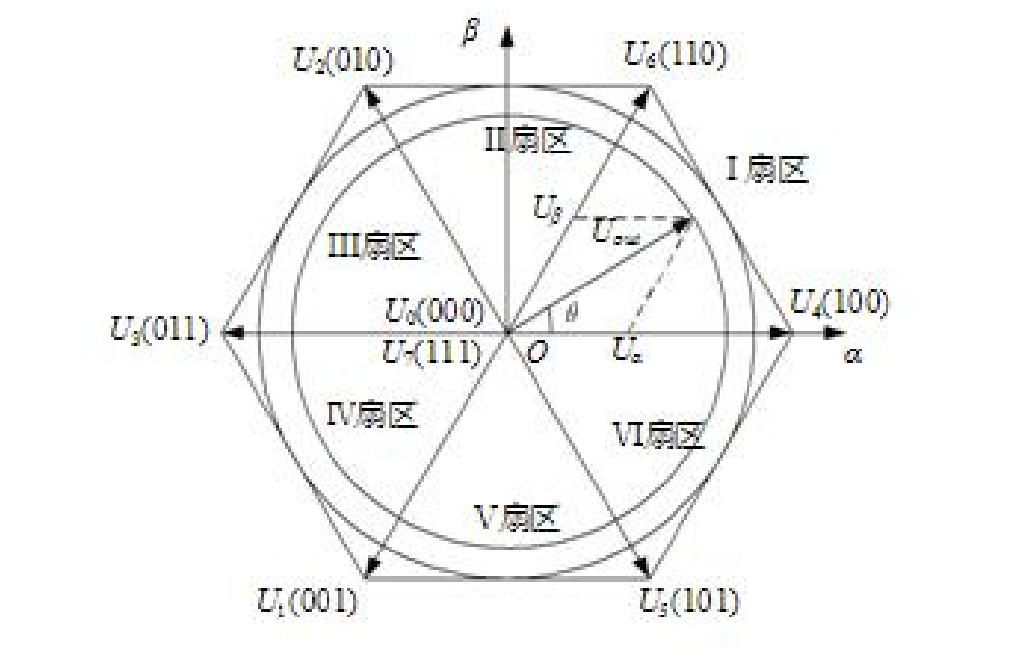 β
U₂(010)
U₆(110)
II扇区
I 扇区
U_β
U_out
III扇区
U₀(000)
θ
U₄(100)
U₃(011)
U₇(111)
O
U_α
α
IV扇区
VI扇区
V扇区
U₁(001)
U₅(101)